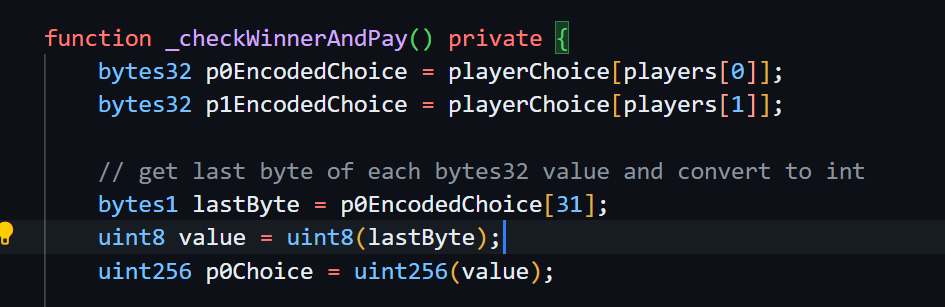 function _checkWinnerAndPay() private {
bytes32 p0EncodedChoice = playerChoice[players[0]];
bytes32 p1EncodedChoice = playerChoice[players[1]];
// get last byte of each bytes32 value and convert to int
bytes1 lastByte = p0EncodedChoice[31];
uint8 value = uint8(lastByte);
uint256 p0Choice = uint256(value);